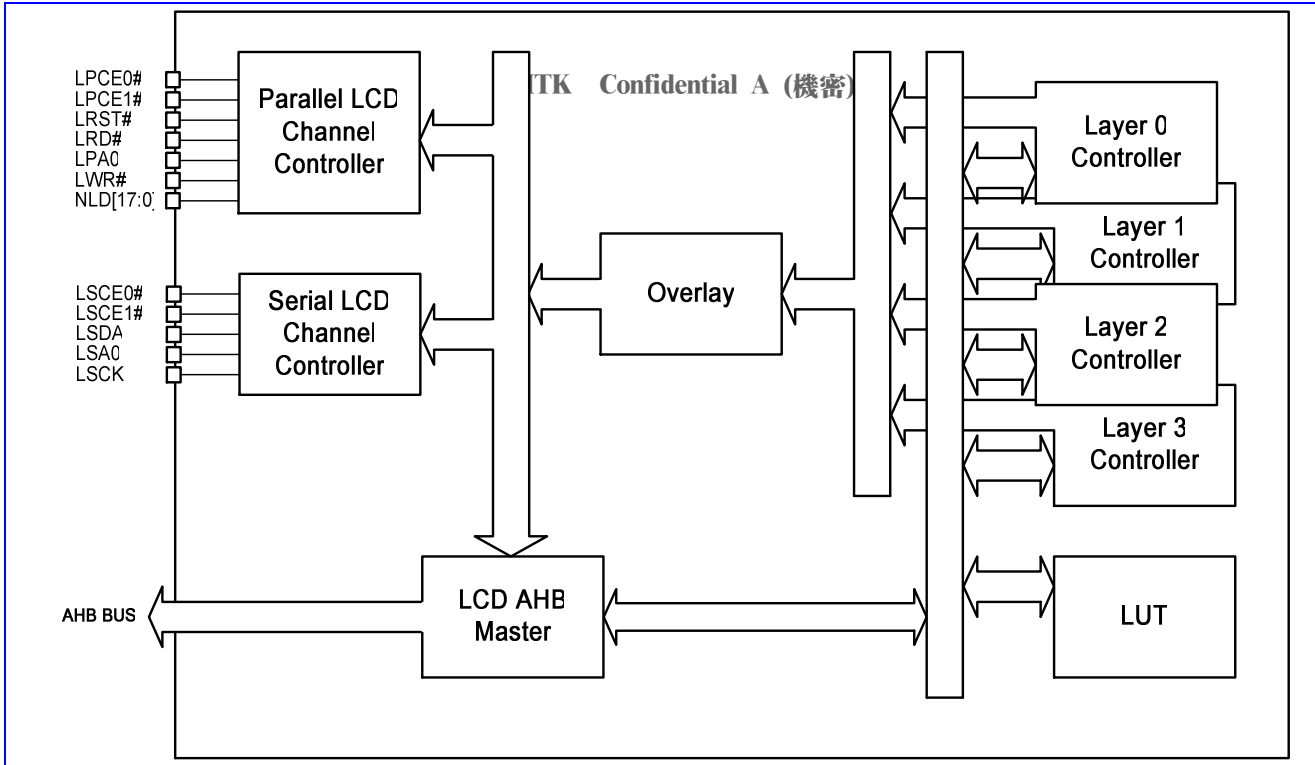 ITK Confidential A (機密)
LPCE0#
LPCE1#
LRST#
LRD#
LPA0
LWR#
NLD[17:0]
Parallel LCD
Channel
Controller
LSCE0#
LSCE1#
LSDA
LSA0
LSCK
Serial LCD
Channel
Controller
Overlay
Layer 0
Controller
Layer 1
Controller
Layer 2
Controller
Layer 3
Controller
AHB BUS
LCD AHB
Master
LUT